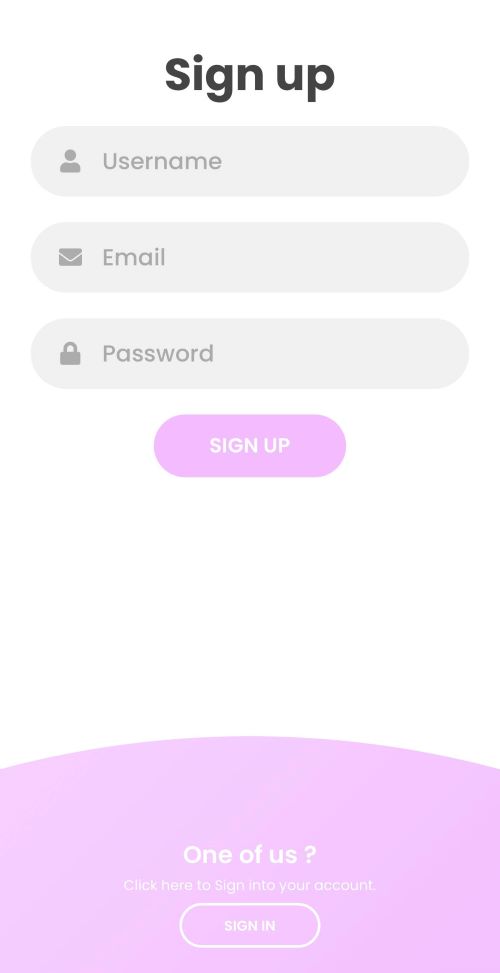 Sign up
Username
Email
Password
SIGN UP
One of us ?
Click here to Sign into your account.
SIGN IN